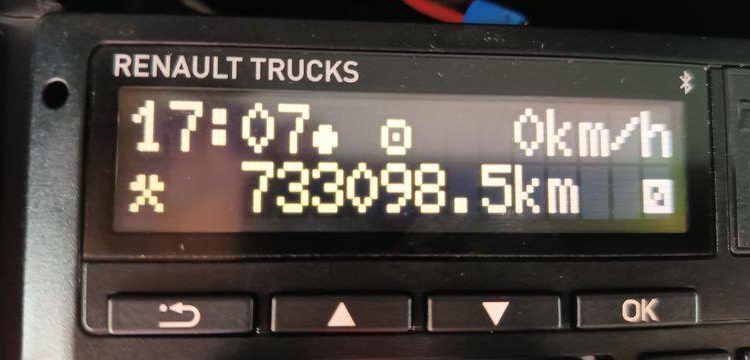 RENAULT TRUCKS
17:07 0km/h
733098.5km
OK